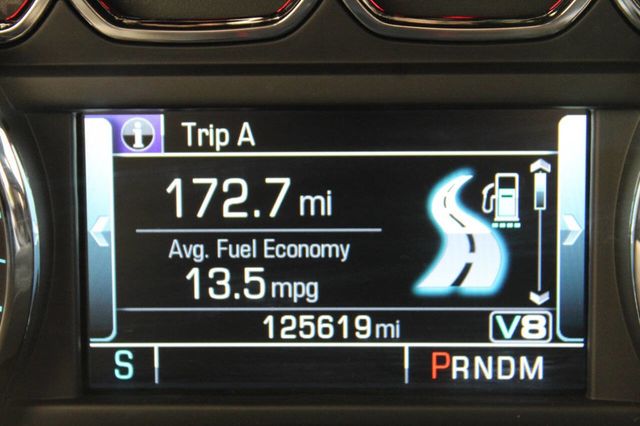 Trip A
172.7 mi
Avg. Fuel Economy
13.5 mpg
125619 mi V8
S PRNDM